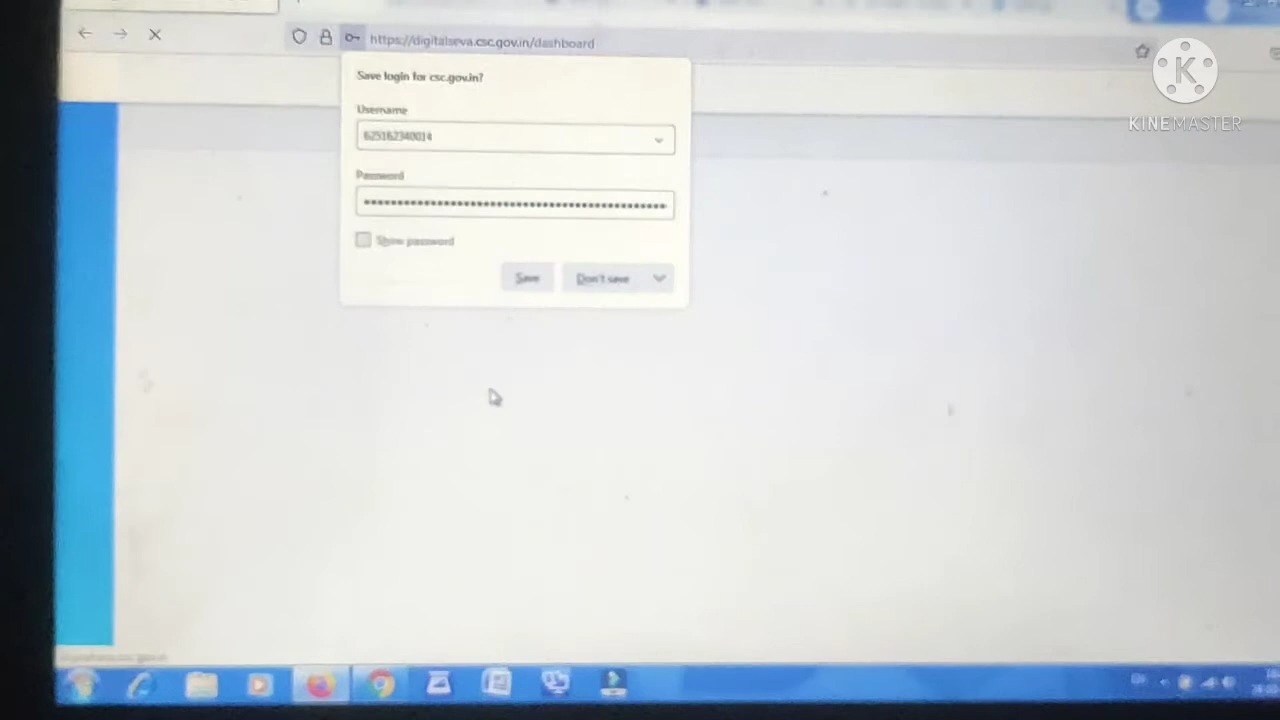 https://digitalseva.csc.gov.in/dashboard
Save login for csc.gov.in?
Username
625162340014
Password
Show password
Save
Don't save
K
KINEMASTER